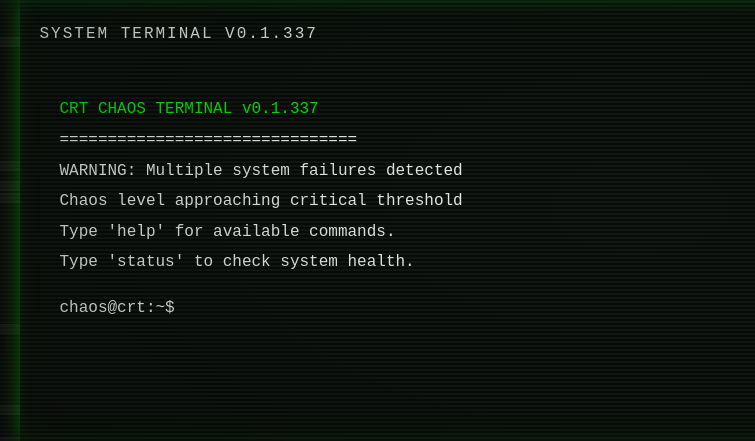 SYSTEM TERMINAL V0.1.337
CRT CHAOS TERMINAL v0.1.337
===============================
WARNING: Multiple system failures detected
Chaos level approaching critical threshold
Type 'help' for available commands.
Type 'status' to check system health.
chaos@crt:~$